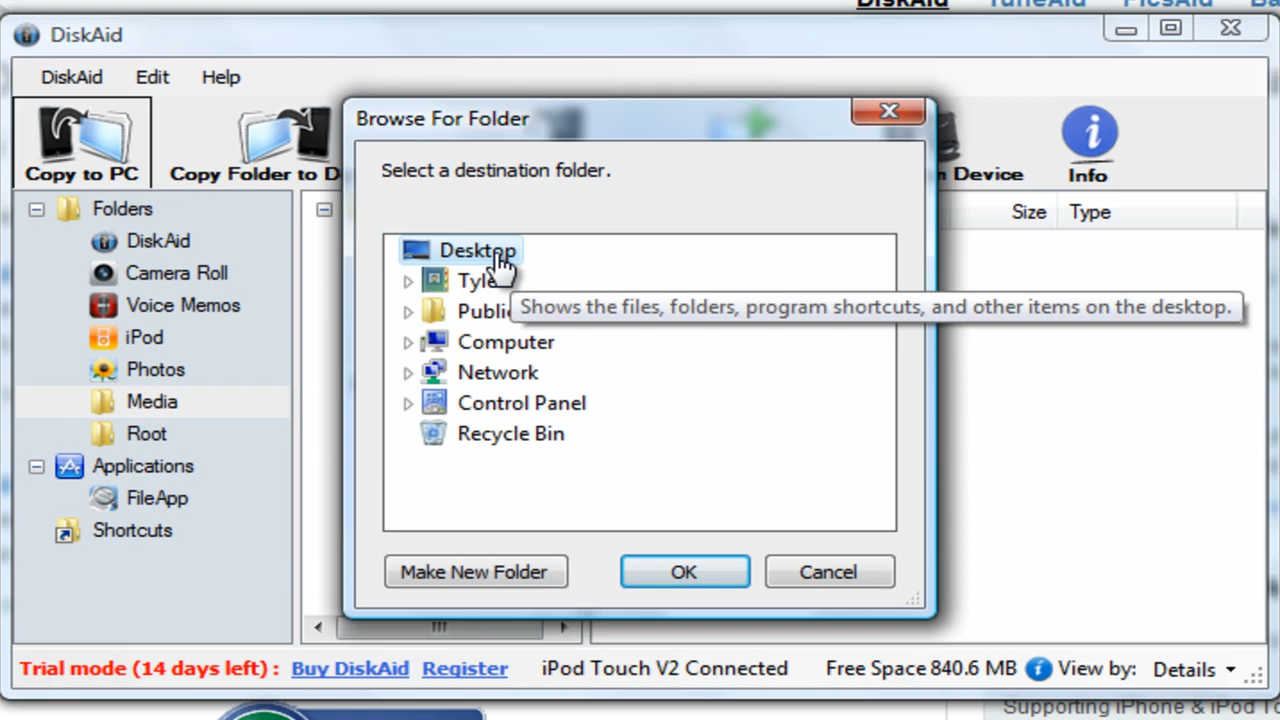 DiskAid TuneAid PicsAid
DiskAid
DiskAid Edit Help
Browse For Folder
Select a destination folder.
Copy to PC
Copy Folder to D
n Device
Info
Folders
DiskAid
Camera Roll
Voice Memos
iPod
Photos
Media
Root
Applications
FileApp
Shortcuts
Size Type
Desktop
Tyle
Public
Shows the files, folders, program shortcuts, and other items on the desktop.
Computer
Network
Control Panel
Recycle Bin
Make New Folder OK Cancel
Trial mode (14 days left) : Buy DiskAid Register iPod Touch V2 Connected Free Space 840.6 MB View by: Details
Supporting iPhone & iPod To